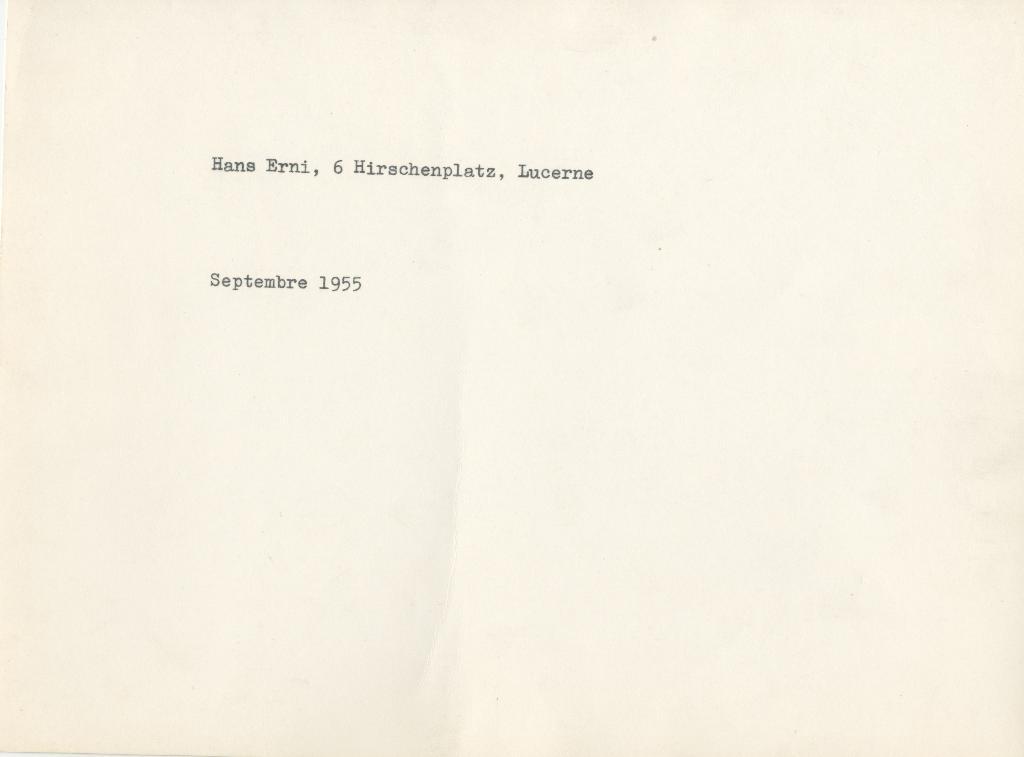 Hans Erni, 6 Hirschenplatz, Lucerne
Septembre 1955